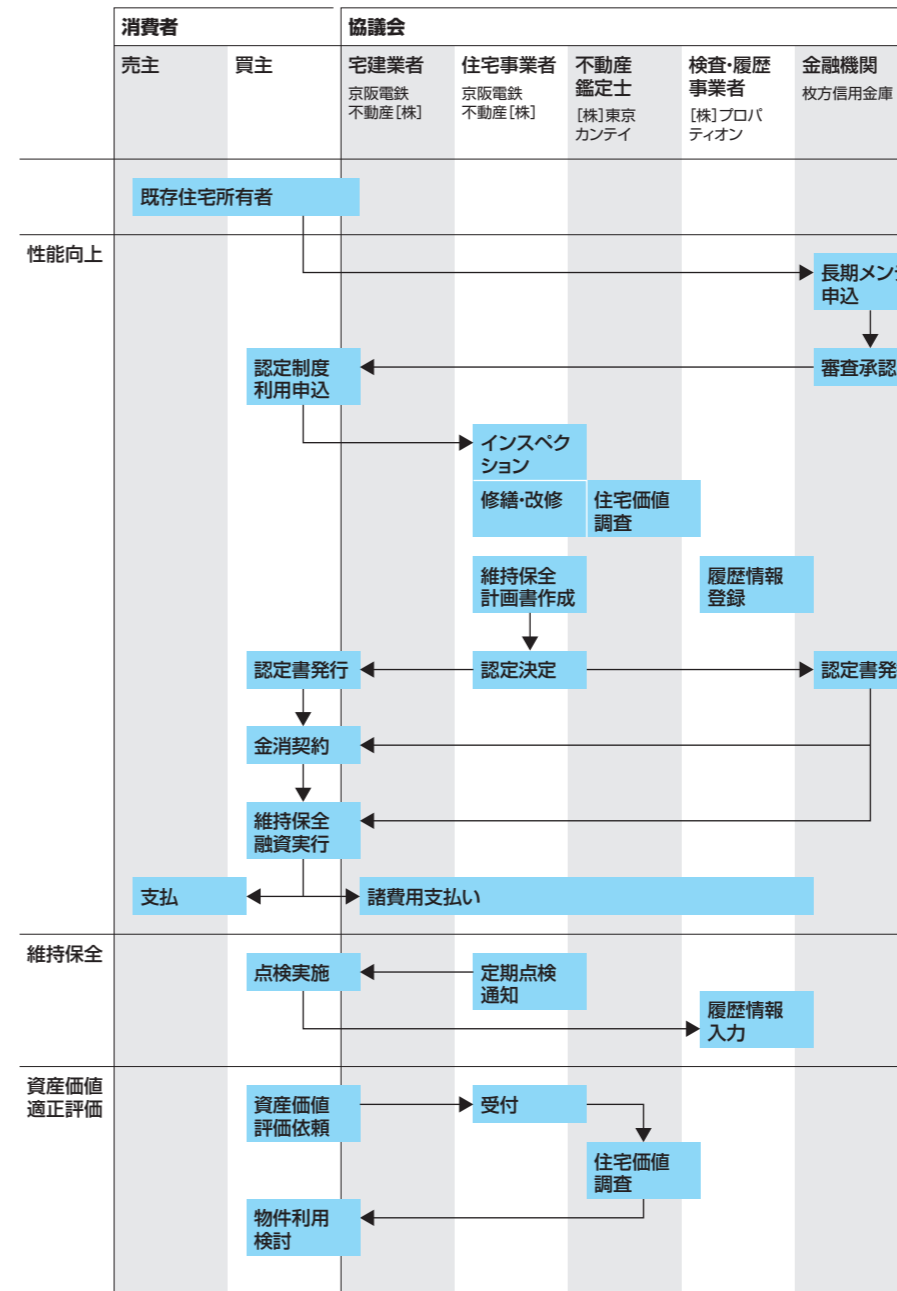 消費者
協議会
売主
買主
宅建業者
京阪電鉄
不動産[株]
住宅事業者
京阪電鉄
不動産[株]
不動産
鑑定士
[株]東京
カンテイ
検査・履歴
事業者
[株]プロパ
ティオン
金融機関
枚方信用金庫
既存住宅所有者
性能向上
長期メン
申込
審査承認
認定制度
利用申込
インスペク
ション
修繕・改修
住宅価値
調査
維持保全
計画書作成
履歴情報
登録
認定書発行
認定決定
認定書発
金消契約
維持保全
融資実行
支払
諸費用支払い
維持保全
点検実施
定期点検
通知
履歴情報
入力
資産価値
適正評価
資産価値
評価依頼
受付
住宅価値
調査
物件利用
検討